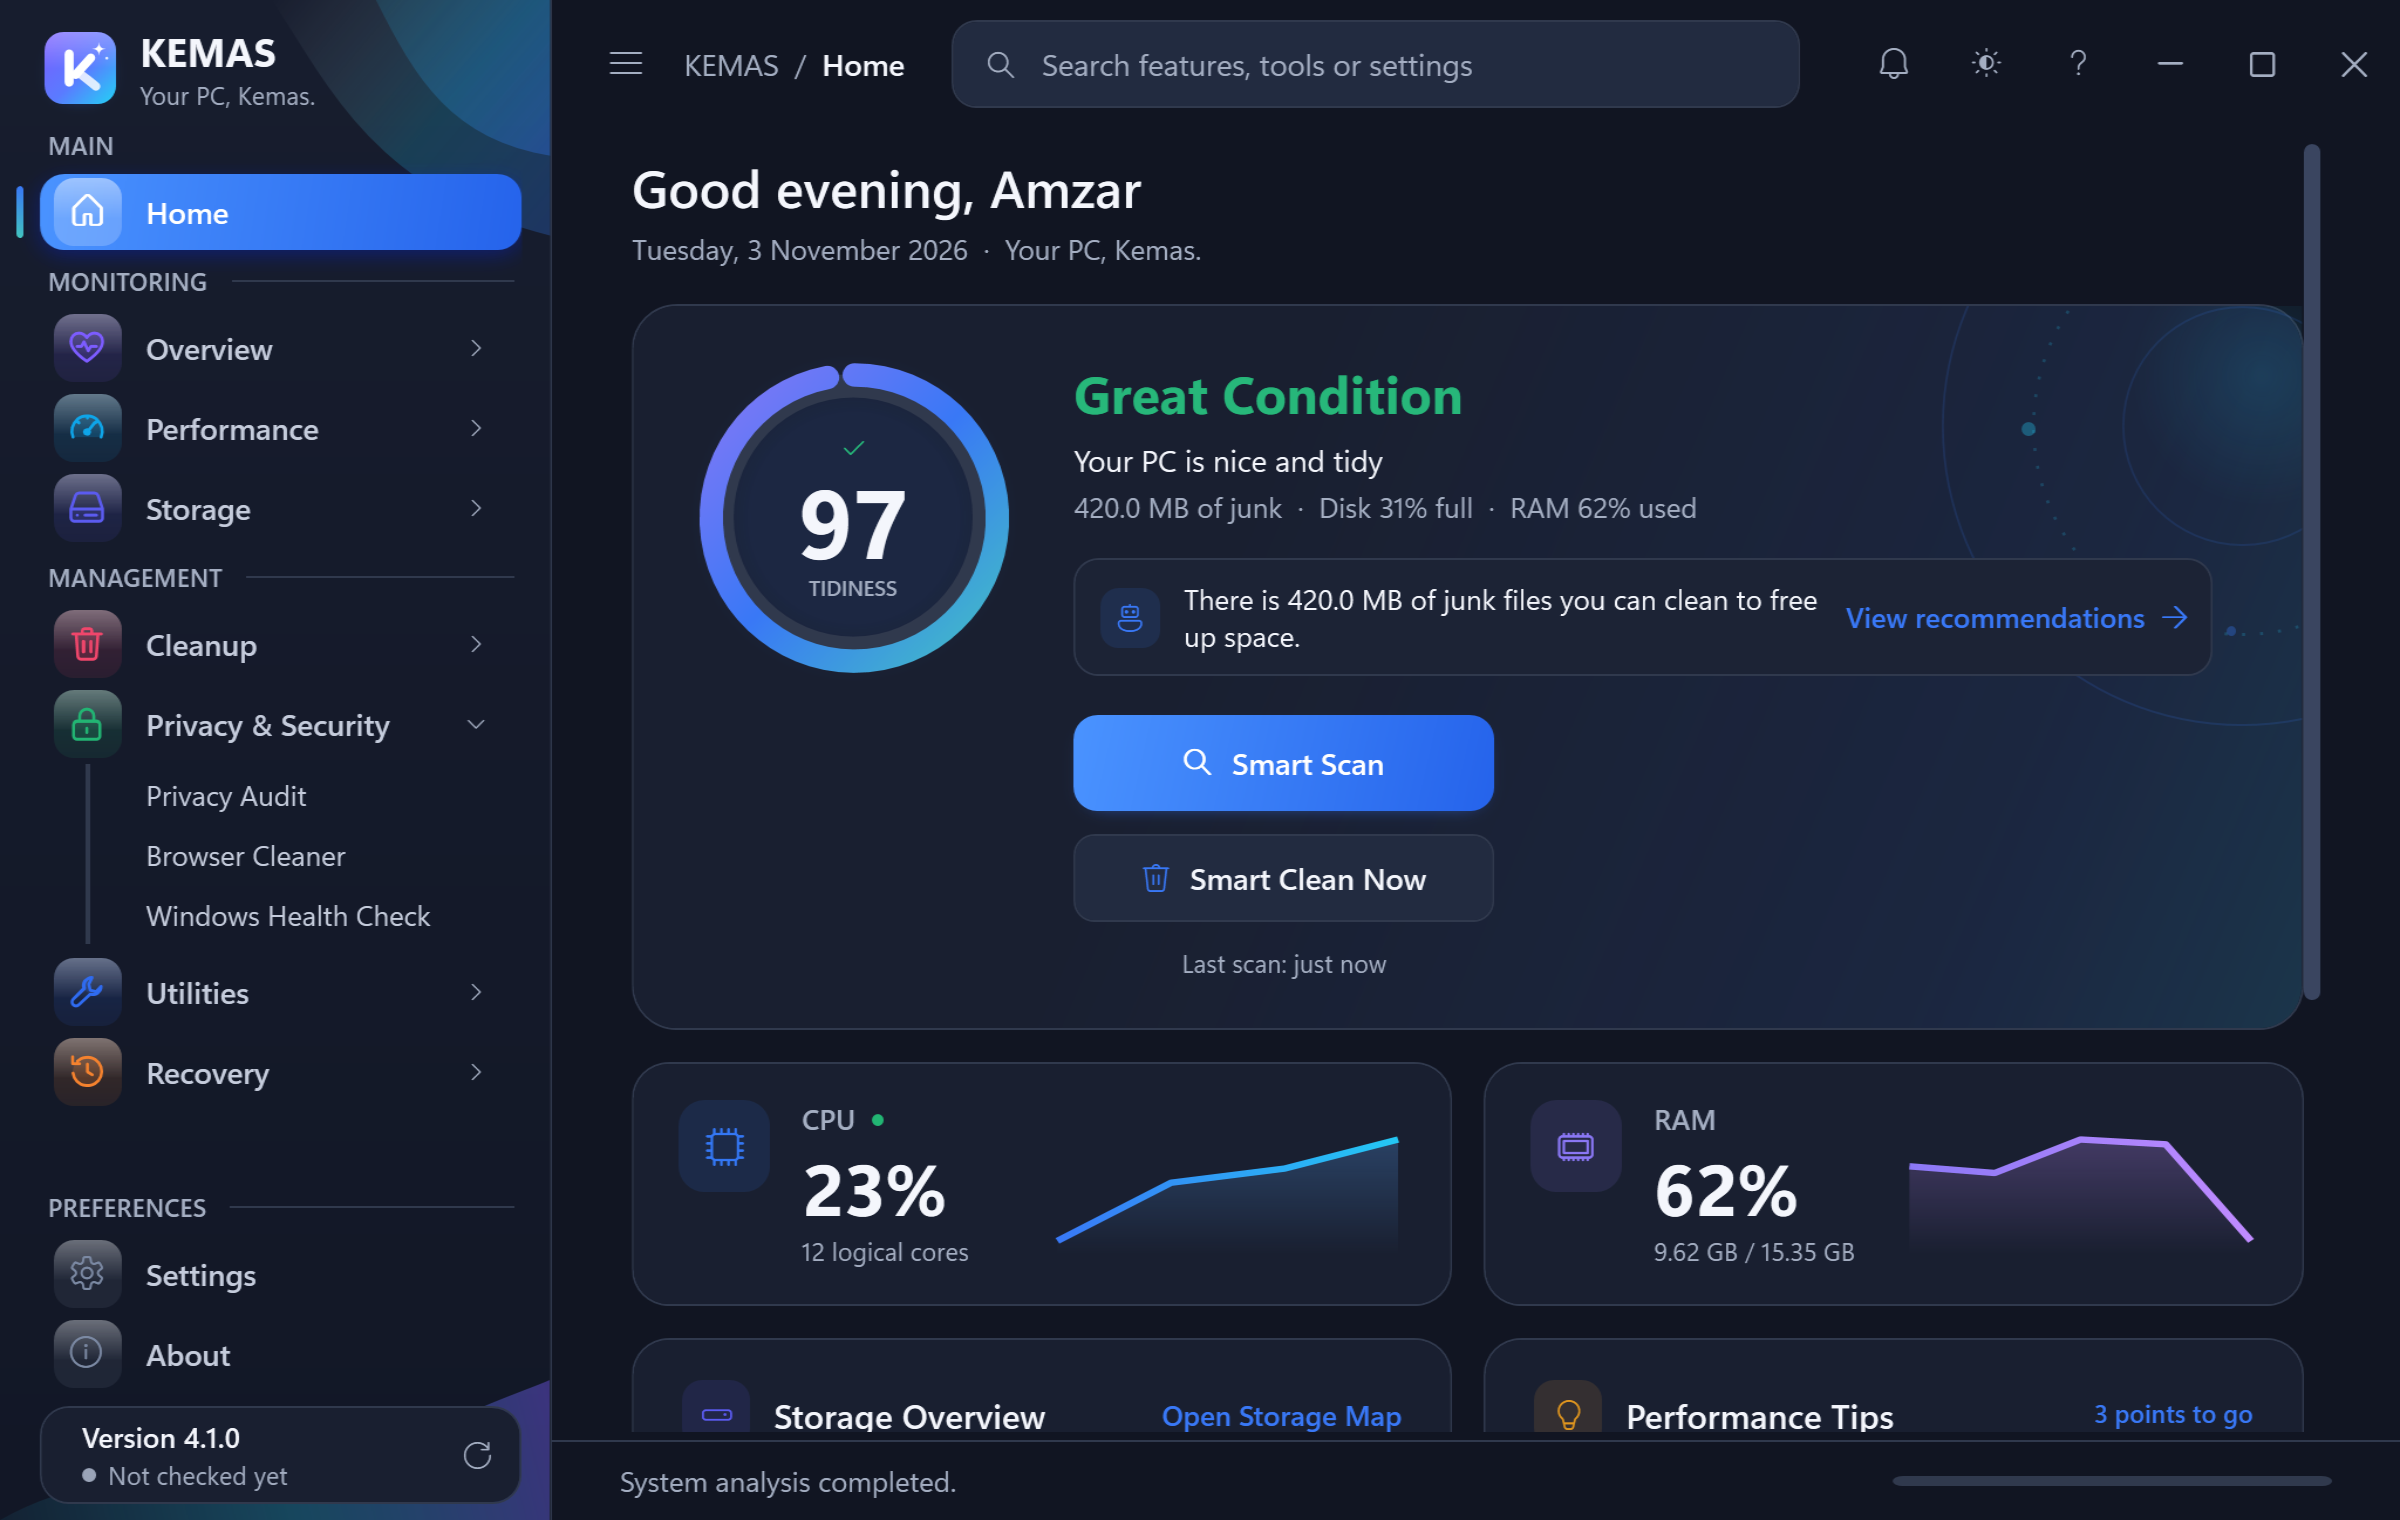 KEMAS
Your PC, Kemas.
MAIN
Home
MONITORING
Overview
Performance
Storage
MANAGEMENT
Cleanup
Privacy & Security
Privacy Audit
Browser Cleaner
Windows Health Check
Utilities
Recovery
PREFERENCES
Settings
About
Version 4.1.0
Not checked yet
KEMAS / Home
Search features, tools or settings
Good evening, Amzar
Tuesday, 3 November 2026 · Your PC, Kemas.
97
TIDINESS
Great Condition
Your PC is nice and tidy
420.0 MB of junk · Disk 31% full · RAM 62% used
There is 420.0 MB of junk files you can clean to free
up space.
View recommendations
Smart Scan
Smart Clean Now
Last scan: just now
CPU
23%
12 logical cores
RAM
62%
9.62 GB / 15.35 GB
Storage Overview
Open Storage Map
Performance Tips
3 points to go
System analysis completed.